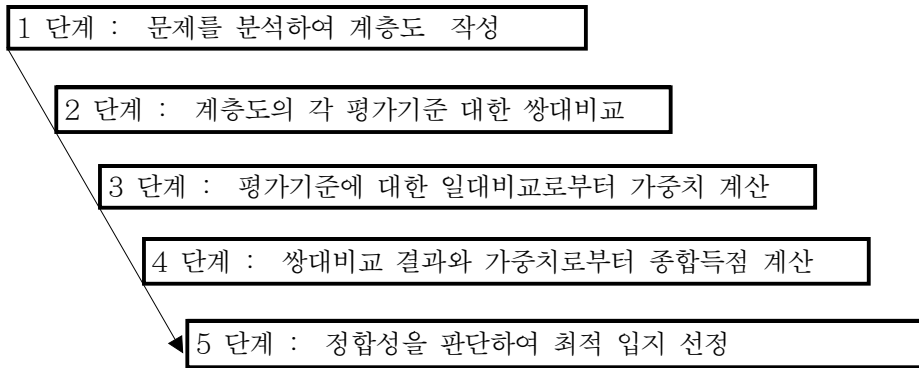 1 단계 : 문제를 분석하여 계층도 작성
2 단계 : 계층도의 각 평가기준 대한 쌍대비교
3 단계 : 평가기준에 대한 일대비교로부터 가중치 계산
4 단계 : 쌍대비교 결과와 가중치로부터 종합득점 계산
5 단계 : 정합성을 판단하여 최적 입지 선정